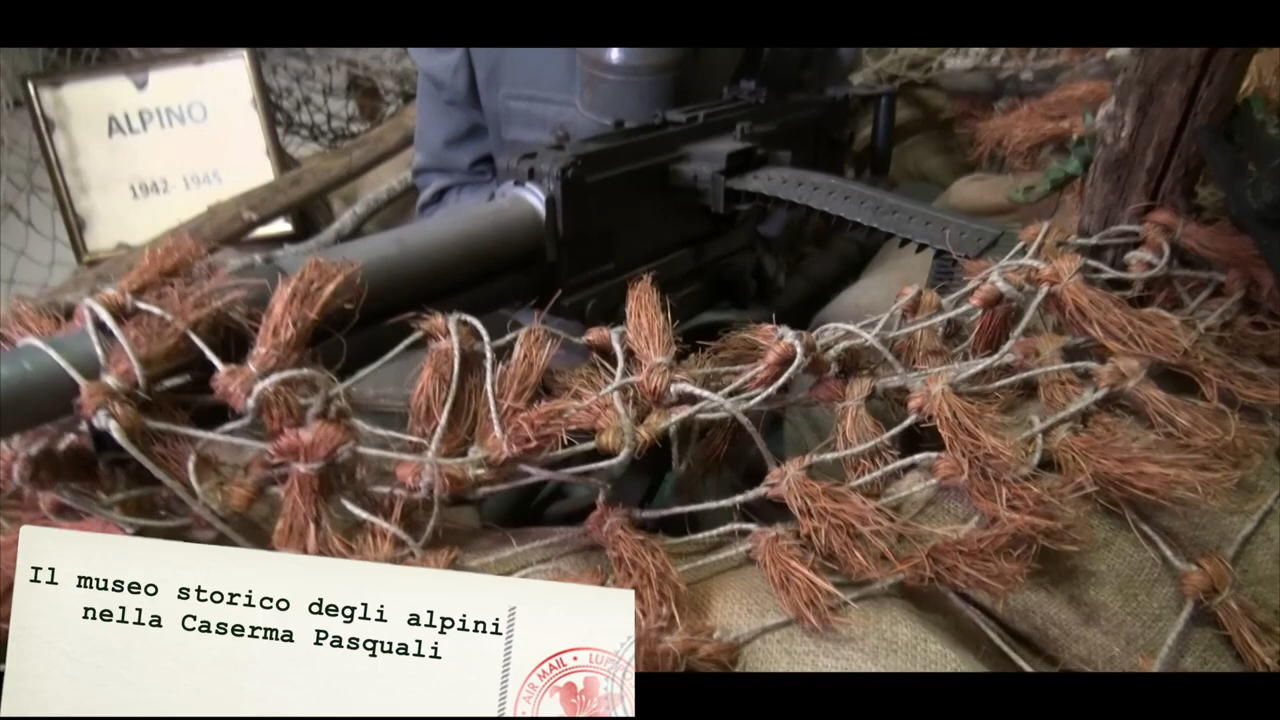 ALPINO
1942-1945
Il museo storico degli alpini
nella Caserma Pasquali
AIR MAIL